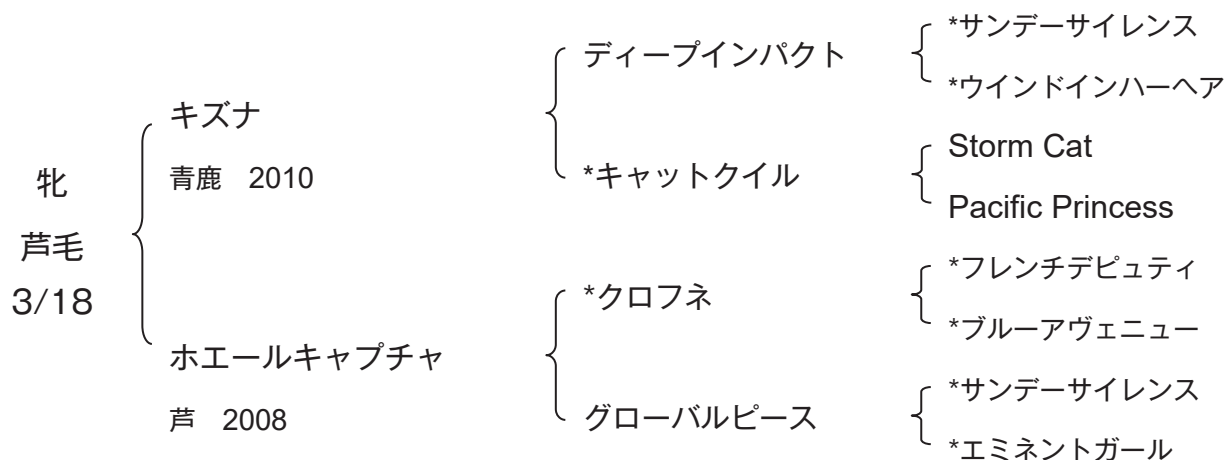 牝
芦毛
3/18
キズナ
青鹿 2010
ホエールキャプチャ
芦 2008
ディープインパクト
*キャットクイル
*クロフネ
グローバルピース
*サンデーサイレンス
*ウインドインハーヘア
Storm Cat
Pacific Princess
*フレンチデピュティ
*ブルーアヴェニュー
*サンデーサイレンス
*エミネントガール